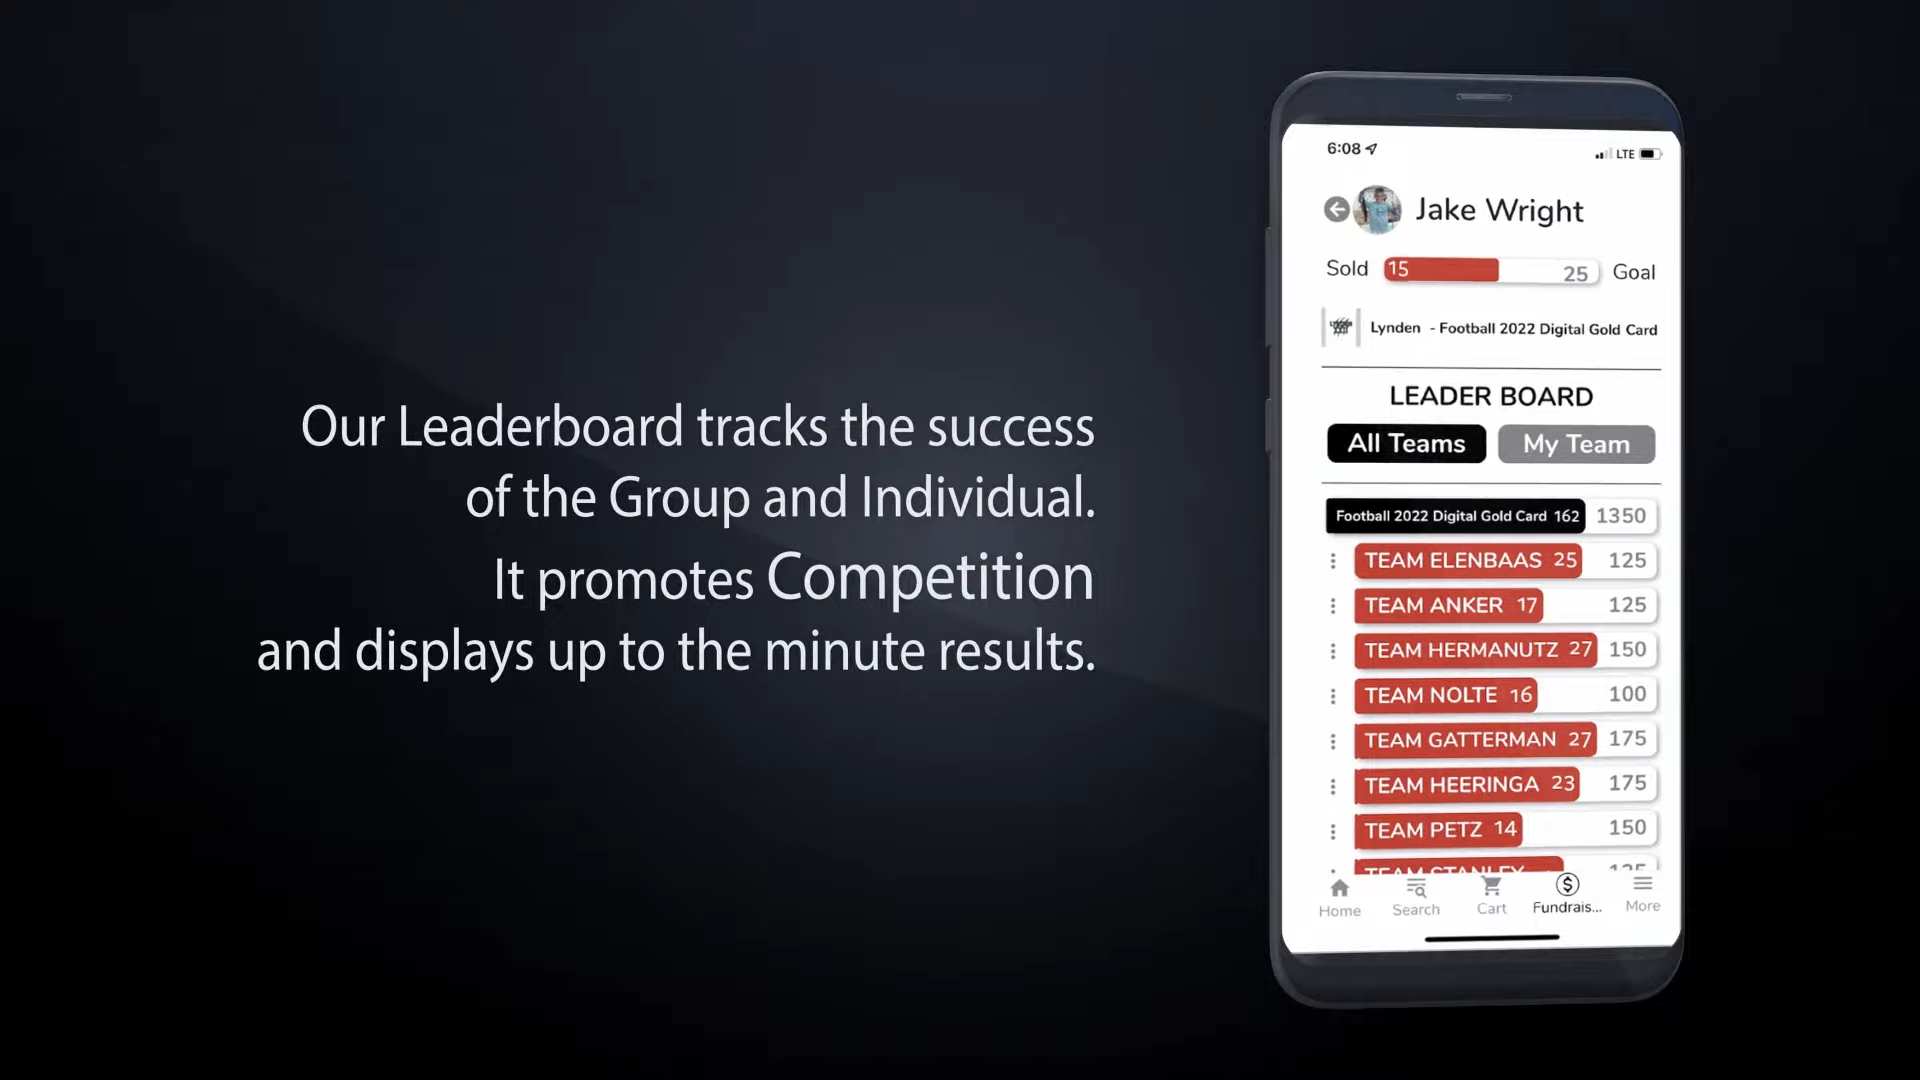 Our Leaderboard tracks the success
of the Group and Individual.
It promotes Competition
and displays up to the minute results.
6:08
LTE
Jake Wright
Sold 15 25 Goal
Lynden - Football 2022 Digital Gold Card
LEADER BOARD
All Teams My Team
Football 2022 Digital Gold Card 162 1350
TEAM ELENBAAS 25 125
TEAM ANKER 17 125
TEAM HERMANUTZ 27 150
TEAM NOLTE 16 100
TEAM GATTERMAN 27 175
TEAM HEERINGA 23 175
TEAM PETZ 14 150
TEAM STANLEY
Home Search Cart Fundrais... More